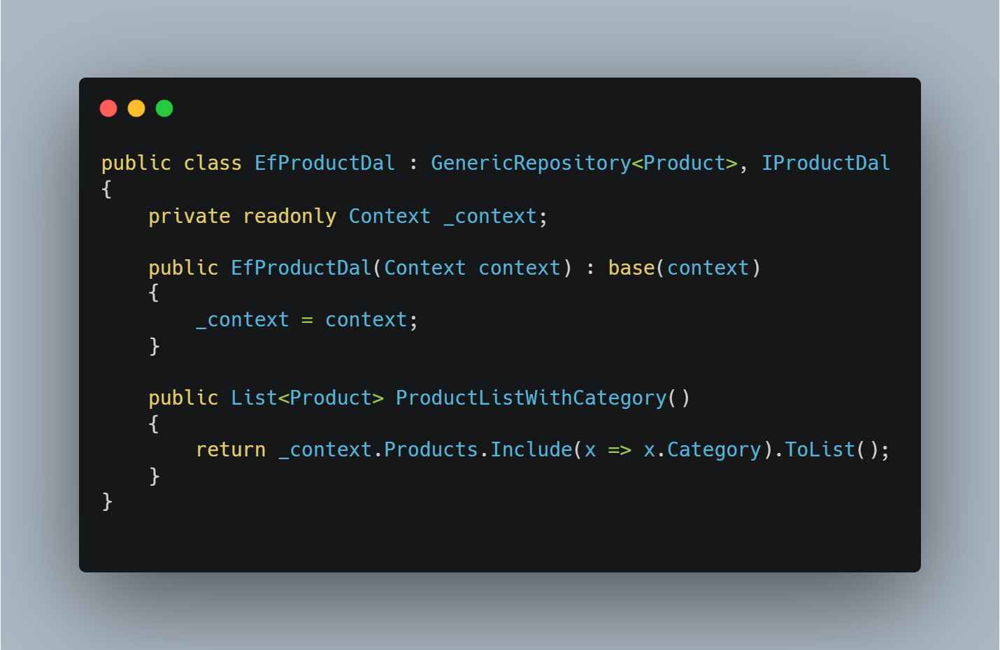 public class EfProductDal : GenericRepository<Product>, IProductDal
{
    private readonly Context _context;

    public EfProductDal(Context context) : base(context)
    {
        _context = context;
    }

    public List<Product> ProductListWithCategory()
    {
        return _context.Products.Include(x => x.Category).ToList();
    }
}